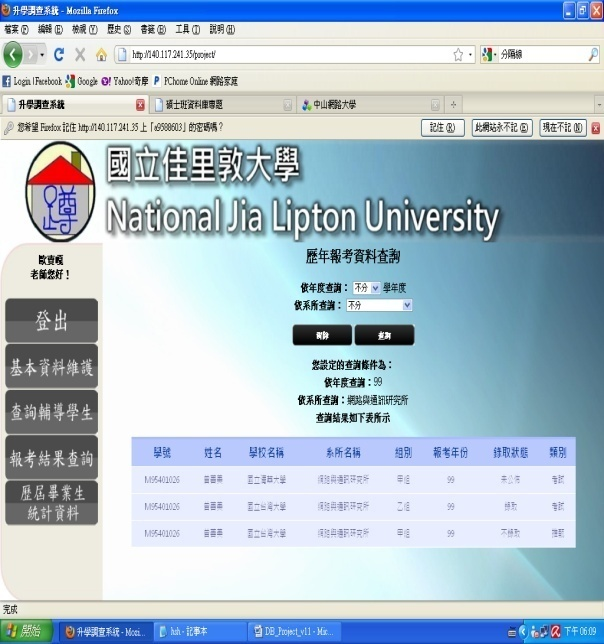 升學調查系統 - Mozilla Firefox
檔案(F) 編輯(E) 檢視(V) 歷史(S) 書籤(B) 工具(T) 說明(H)
http://140.117.241.35/project/
分隔線
Login | Facebook Google Yahoo!奇摩 PChome Online 網路家庭
升學調查系統 碩士班資料庫專題 中山網路大學
您希望 Firefox 記住 http://140.117.241.35 上「a9588603」的密碼嗎？ 記住(R) 此網站永不記(E) 現在不記(N)
國立佳里敦大學
National Jia Lipton University
歐賣嘎
老師您好！
登出
基本資料維護
查詢輔導學生
報考結果查詢
歷屆畢業生
統計資料
歷年報考資料查詢
依年度查詢： 不分 學年度
依系所查詢： 不分
清除 查詢
您設定的查詢條件為：
依年度查詢：99
依系所查詢：網路與通訊研究所
查詢結果如下表所示
學號 姓名 學校名稱 系所名稱 組別 報考年份 錄取狀態 類別
M95401026 國立清華大學 網路與通訊研究所 甲組 99 未公佈 考試
M95401026 國立台灣大學 網路與通訊研究所 乙組 99 錄取 考試
M95401026 國立台灣大學 網路與通訊研究所 甲組 99 不錄取 推甄
完成
開始 升學調查系統 - Mozi... huh - 記事本 DB_Project_v11 - Mic... 下午 06:09